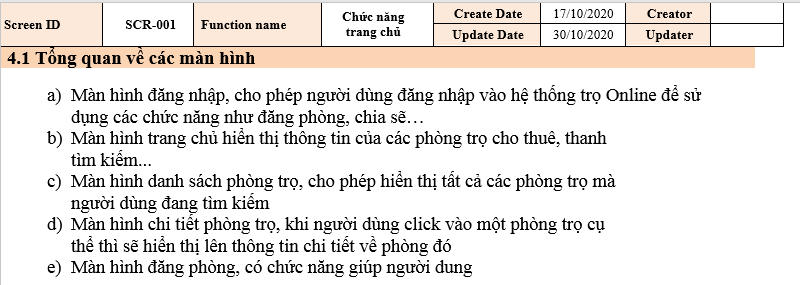 Screen ID SCR-001 Function name Chức năng trang chủ Create Date 17/10/2020 Creator
Update Date 30/10/2020 Updater
4.1 Tổng quan về các màn hình
a) Màn hình đăng nhập, cho phép người dùng đăng nhập vào hệ thống trọ Online để sử
dụng các chức năng như đăng phòng, chia sẽ…
b) Màn hình trang chủ hiển thị thông tin của các phòng trọ cho thuê, thanh
tìm kiếm...
c) Màn hình danh sách phòng trọ, cho phép hiển thị tất cả các phòng trọ mà
người dùng đang tìm kiếm
d) Màn hình chi tiết phòng trọ, khi người dùng click vào một phòng trọ cụ
thể thì sẽ hiển thị lên thông tin chi tiết về phòng đó
e) Màn hình đăng phòng, có chức năng giúp người dung